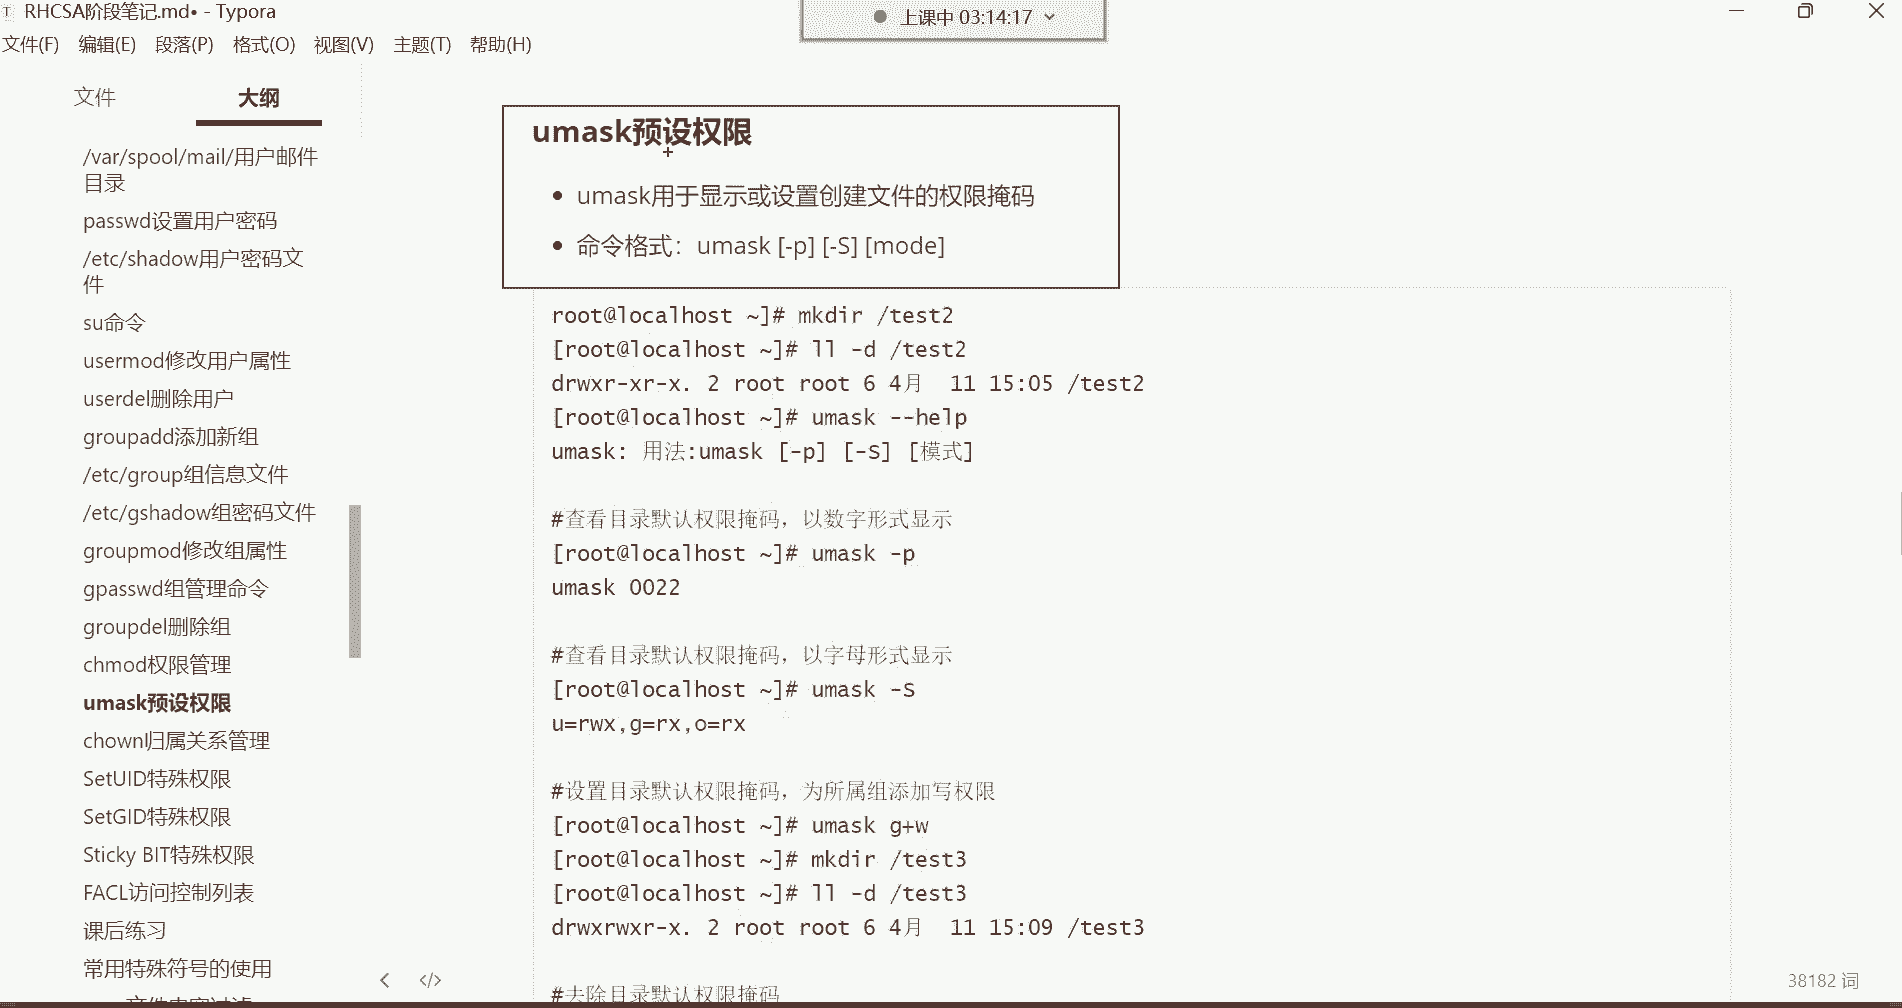 RHCSA阶段笔记.md• - Typora
上课中 03:14:17
文件(F) 编辑(E) 段落(P) 格式(O) 视图(V) 主题(T) 帮助(H)
文件 大纲
/var/spool/mail/用户邮件
目录
passwd设置用户密码
/etc/shadow用户密码文
件
su命令
usermod修改用户属性
userdel删除用户
groupadd添加新组
/etc/group组信息文件
/etc/gshadow组密码文件
groupmod修改组属性
gpasswd组管理命令
groupdel删除组
chmod权限管理
umask预设权限
chown归属关系管理
SetUID特殊权限
SetGID特殊权限
Sticky BIT特殊权限
FACL访问控制列表
课后练习
常用特殊符号的使用
umask预设权限
• umask用于显示或设置创建文件的权限掩码
• 命令格式：umask [-p] [-S] [mode]
root@localhost ~]# mkdir /test2
[root@localhost ~]# ll -d /test2
drwxr-xr-x. 2 root root 6 4月  11 15:05 /test2
[root@localhost ~]# umask --help
umask: 用法:umask [-p] [-S] [模式]
#查看目录默认权限掩码，以数字形式显示
[root@localhost ~]# umask -p
umask 0022
#查看目录默认权限掩码，以字母形式显示
[root@localhost ~]# umask -S
u=rwx,g=rx,o=rx
#设置目录默认权限掩码，为所属组添加写权限
[root@localhost ~]# umask g+w
[root@localhost ~]# mkdir /test3
[root@localhost ~]# ll -d /test3
drwxrwxr-x. 2 root root 6 4月  11 15:09 /test3
#去除目录默认权限掩码
38182 词